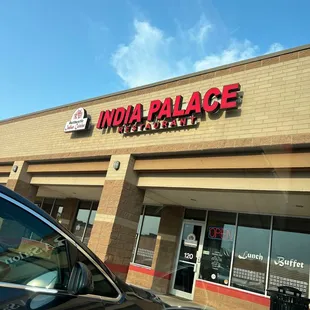 INDIA PALACE
RESTAURANT
OPEN
120
Lunch
Buffet